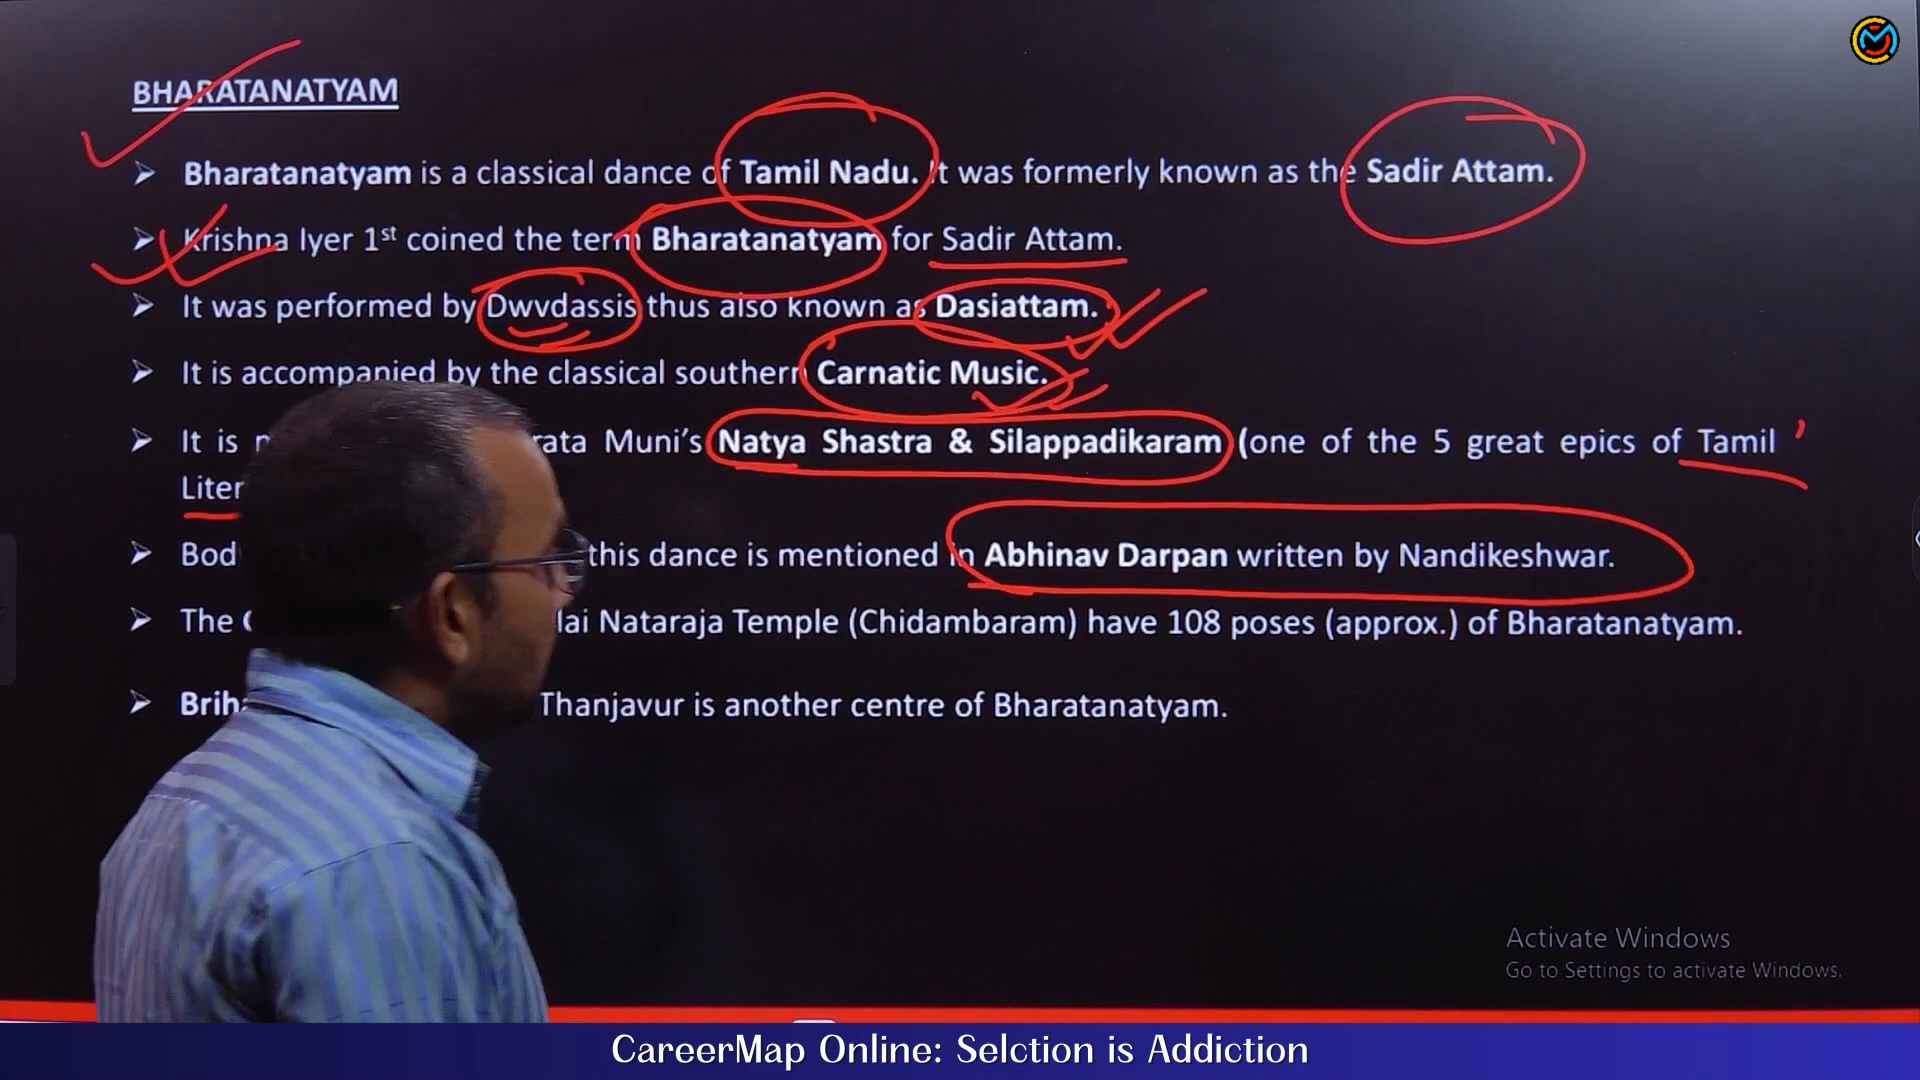 BHARATANATYAM
➢ Bharatanatyam is a classical dance of Tamil Nadu. It was formerly known as the Sadir Attam.
➢ Krishna Iyer 1st coined the term Bharatanatyam for Sadir Attam.
➢ It was performed by Dwvdassis thus also known as Dasiattam.
➢ It is accompanied by the classical southern Carnatic Music.
➢ It is Muni's Natya Shastra & Silappadikaram (one of the 5 great epics of Tamil
➢ this dance is mentioned in Abhinav Darpan written by Nandikeshwar.
➢ The Nataraja Temple (Chidambaram) have 108 poses (approx.) of Bharatanatyam.
➢ Thanjavur is another centre of Bharatanatyam.
Activate Windows
Go to Settings to activate Windows.
CareerMap Online: Selction is Addiction